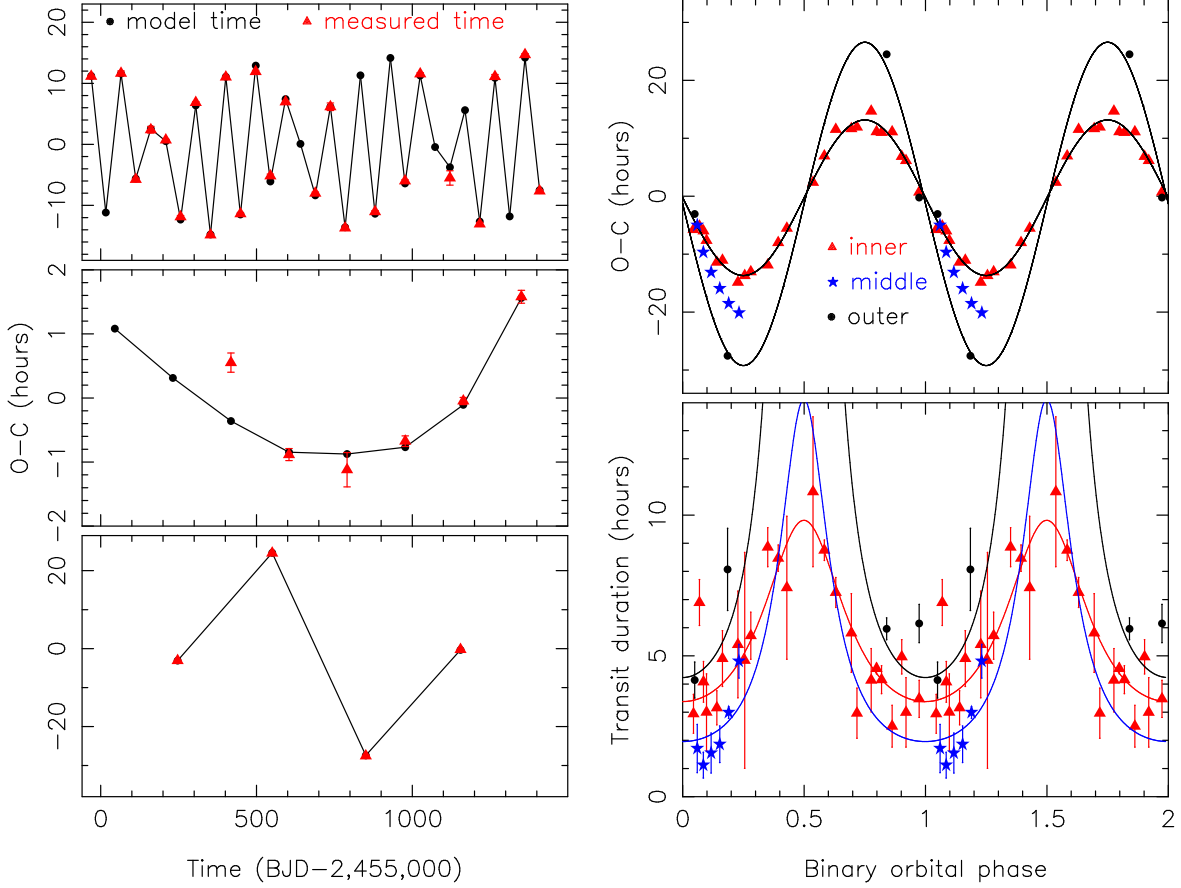 model time
measured time
20
10
0
−10
2
1
0
−1
−2
O−C (hours)
20
0
−20
0
500
1000
Time (BJD−2,455,000)
20
0
−20
O−C (hours)
inner
middle
outer
10
5
0
Transit duration (hours)
0
0.5
1
1.5
2
Binary orbital phase